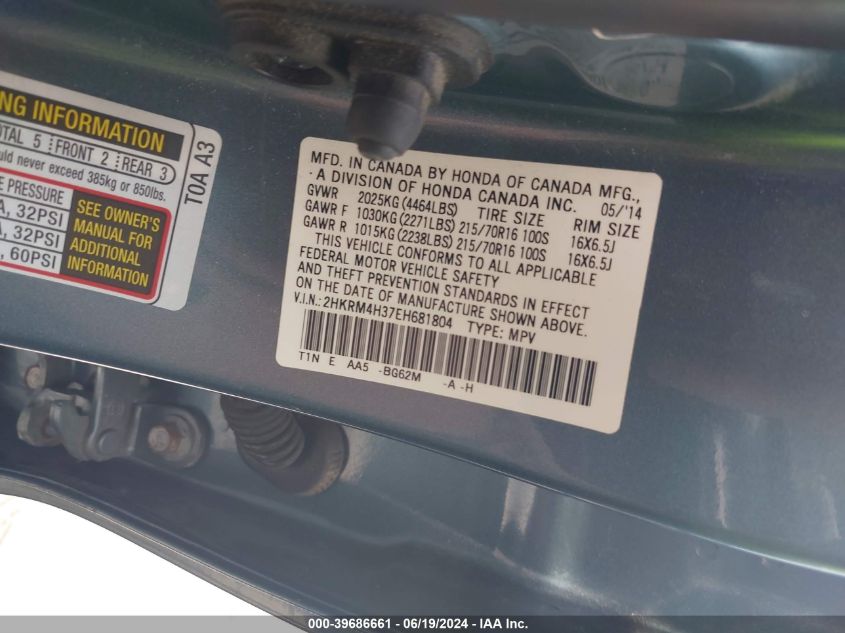 NG INFORMATION
OTAL 5 FRONT 2 REAR 3
ould never exceed 385kg or 850lbs.
E PRESSURE
A, 32PSI
A, 32PSI
, 60PSI
SEE OWNER'S
MANUAL FOR
ADDITIONAL
INFORMATION
T0A A3
MFD. IN CANADA BY HONDA OF CANADA MFG.,
A DIVISION OF HONDA CANADA INC. 05/'14
GVWR 2025KG (4464LBS) TIRE SIZE RIM SIZE
GAWR F 1030KG (2271LBS) 215/70R16 100S 16X6.5J
GAWR R 1015KG (2238LBS) 215/70R16 100S 16X6.5J
THIS VEHICLE CONFORMS TO ALL APPLICABLE
FEDERAL MOTOR VEHICLE SAFETY
AND THEFT PREVENTION STANDARDS IN EFFECT
ON THE DATE OF MANUFACTURE SHOWN ABOVE.
V.I.N.: 2HKRM4H37EH681804 TYPE: MPV
T1N E AA5 -BG62M -A -H
000-39686661 - 06/19/2024 - IAA Inc.